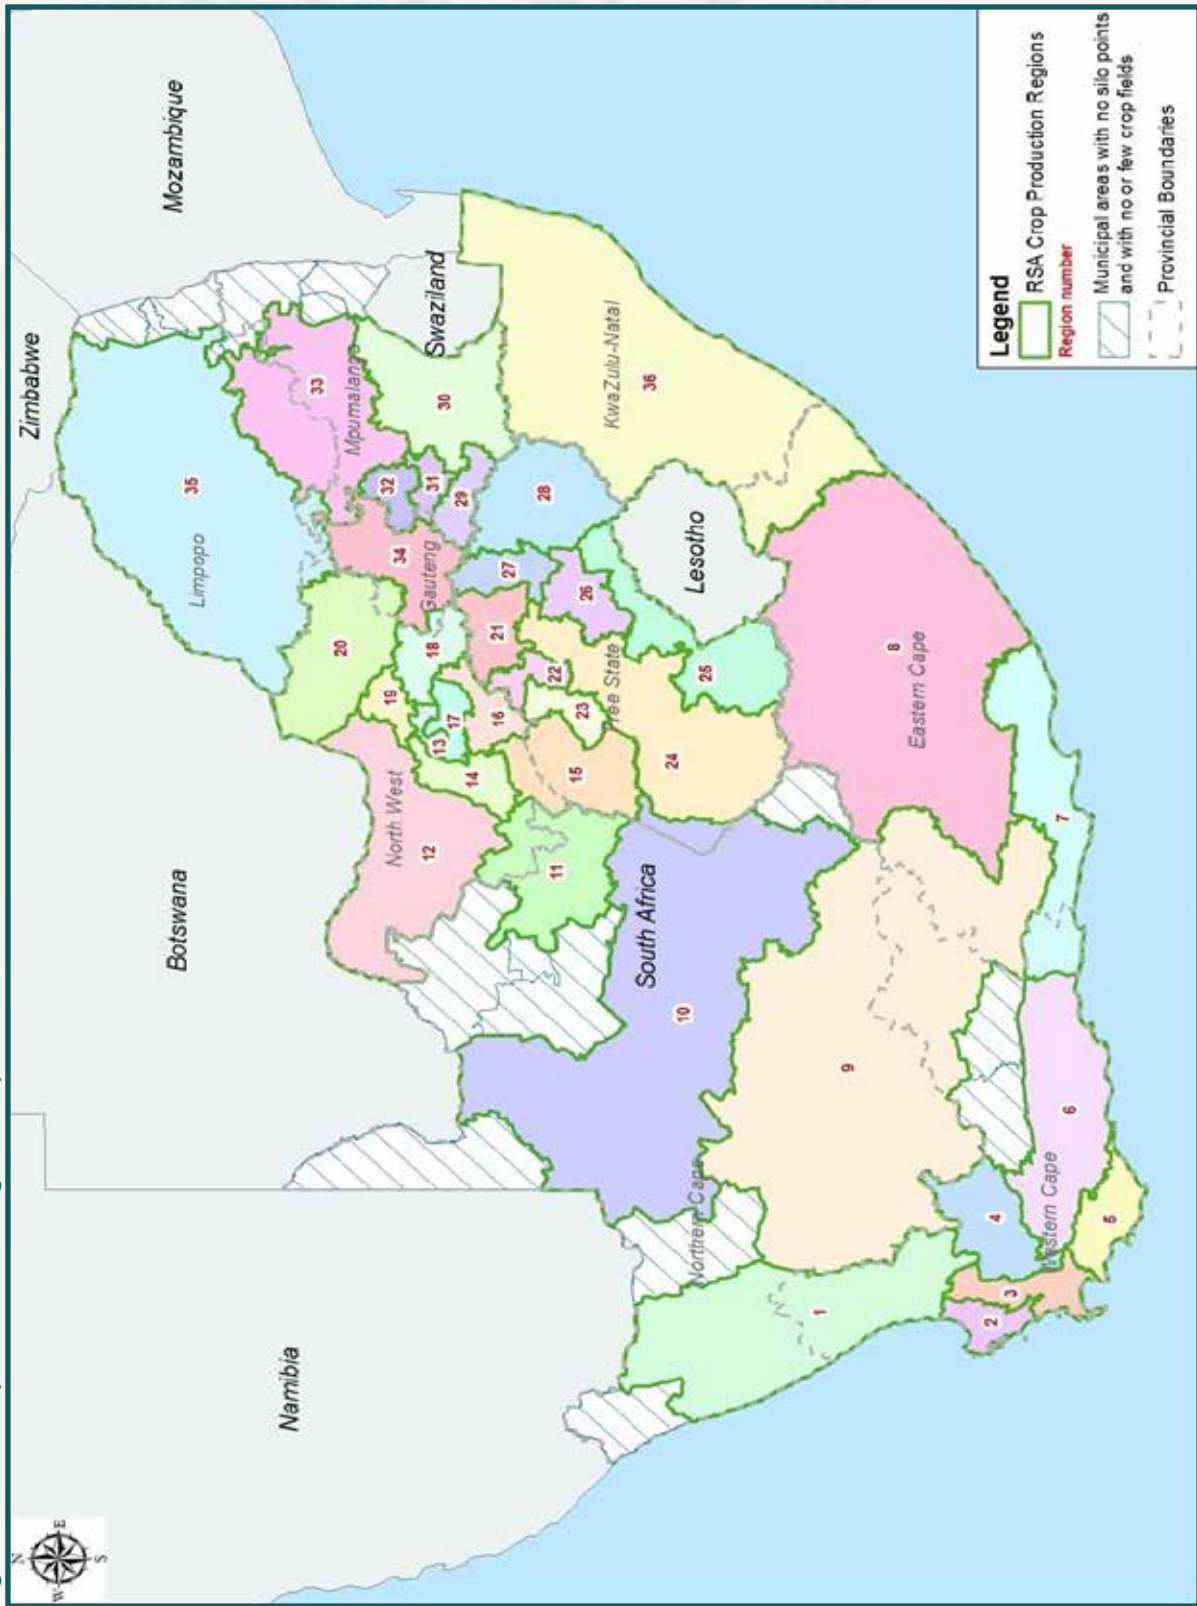 N
W
E
S
Zimbabwe
Mozambique
Botswana
Namibia
Swaziland
Lesotho
South Africa
Limpopo
Mpumalanga
Gauteng
North West
Free State
KwaZulu-Natal
Northern Cape
Eastern Cape
Western Cape
1
2
3
4
5
6
7
8
9
10
11
12
13
14
15
16
17
18
19
20
21
22
23
24
25
26
27
28
29
30
31
32
33
34
35
36
Legend
RSA Crop Production Regions
Region number
Municipal areas with no silo points
and with no or few crop fields
Provincial Boundaries